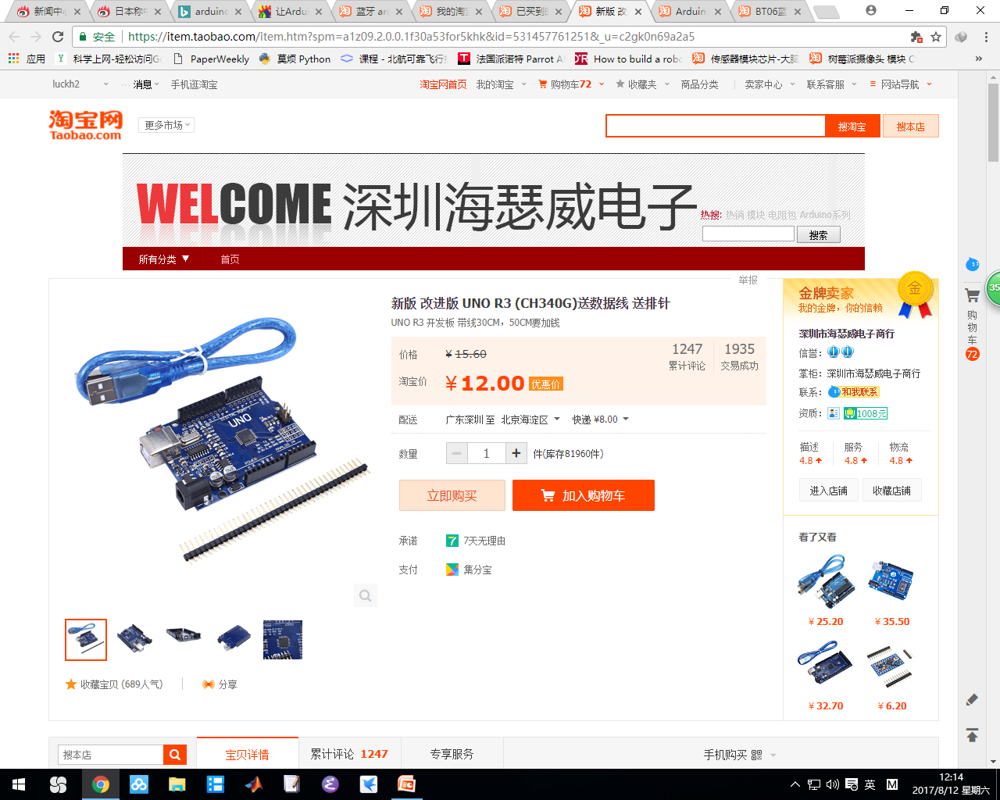 新闻中
日本称中
arduino
让Ardui
蓝牙 ar
我的淘宝
已买到的
新版 改
Arduin
BT06蓝
安全 https://item.taobao.com/item.htm?spm=a1z09.2.0.0.1f30a53for5khk&id=531457761251&_u=c2gk0n69a2a5
应用
科学上网-轻松访问Go
PaperWeekly
莫烦 Python
课程 - 北航可靠飞行控
法国派诺特 Parrot A
How to build a rob
传感器模块芯片-大脑
树莓派摄像头 模块 C
»
luckh2
消息
手机逛淘宝
淘宝网首页
我的淘宝
购物车72
收藏夹
商品分类
卖家中心
联系客服
网站导航
淘宝网
Taobao.com
更多市场
搜淘宝
搜本店
WELCOME 深圳海瑟威电子
热搜: 热销 模块 电阻包 Arduino系列
搜索
所有分类 ▼
首页
举报
新版 改进版 UNO R3 (CH340G)送数据线 送排针
UNO R3 开发板 带线30CM，50CM要加钱
价格
¥ 15.60
1247
累计评论
1935
交易成功
淘宝价
¥ 12.00
优惠价
配送
广东深圳 至 北京海淀区
快递 ¥8.00
数量
− 1 +
件(库存81960件)
立即购买
加入购物车
承诺
7 7天无理由
支付
集分宝
UNO
收藏宝贝 (689人气)
分享
金牌卖家
我的金牌，你的信赖
金
深圳市海瑟威电子商行
信誉：
掌柜：深圳市海瑟威电子商行
联系：和我联系
资质：1008元
描述
服务
物流
4.8
4.8
4.8
进入店铺
收藏店铺
看了又看
¥ 25.20
¥ 35.50
¥ 32.70
¥ 6.20
购物车
72
35
搜本店
宝贝详情
累计评论 1247
专享服务
手机购买
英
M
12:14
2017/8/12 星期六